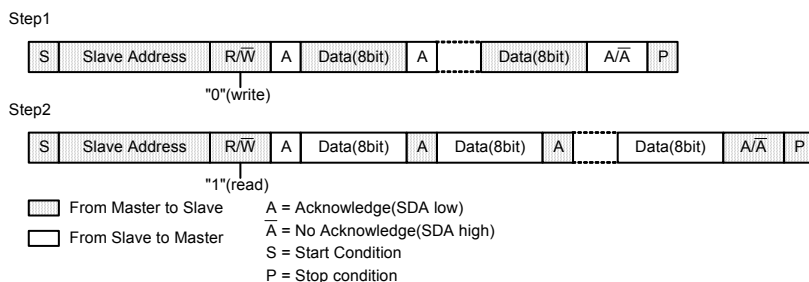 Step1
S Slave Address R/W̅ A Data(8bit) A Data(8bit) A/A̅ P
"0"(write)
Step2
S Slave Address R/W̅ A Data(8bit) A Data(8bit) A Data(8bit) A/A̅ P
"1"(read)
From Master to Slave A = Acknowledge(SDA low)
From Slave to Master A̅ = No Acknowledge(SDA high)
S = Start Condition
P = Stop condition